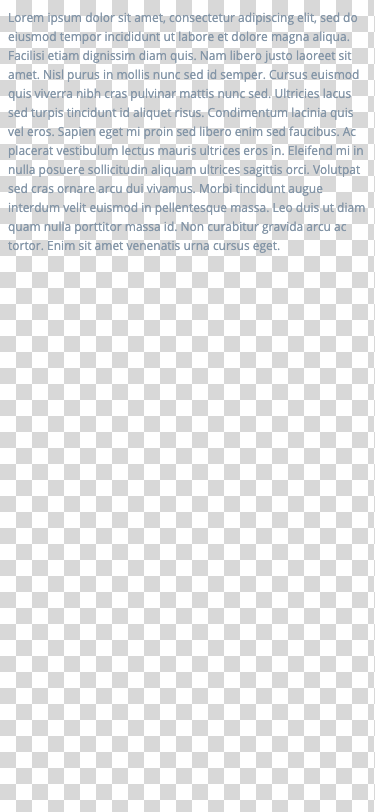 Lorem ipsum dolor sit amet, consectetur adipiscing elit, sed do
eiusmod tempor incididunt ut labore et dolore magna aliqua.
Facilisi etiam dignissim diam quis. Nam libero justo laoreet sit
amet. Nisl purus in mollis nunc sed id semper. Cursus euismod
quis viverra nibh cras pulvinar mattis nunc sed. Ultricies lacus
sed turpis tincidunt id aliquet risus. Condimentum lacinia quis
vel eros. Sapien eget mi proin sed libero enim sed faucibus. Ac
placerat vestibulum lectus mauris ultrices eros in. Eleifend mi in
nulla posuere sollicitudin aliquam ultrices sagittis orci. Volutpat
sed cras ornare arcu dui vivamus. Morbi tincidunt augue
interdum velit euismod in pellentesque massa. Leo duis ut diam
quam nulla porttitor massa id. Non curabitur gravida arcu ac
tortor. Enim sit amet venenatis urna cursus eget.